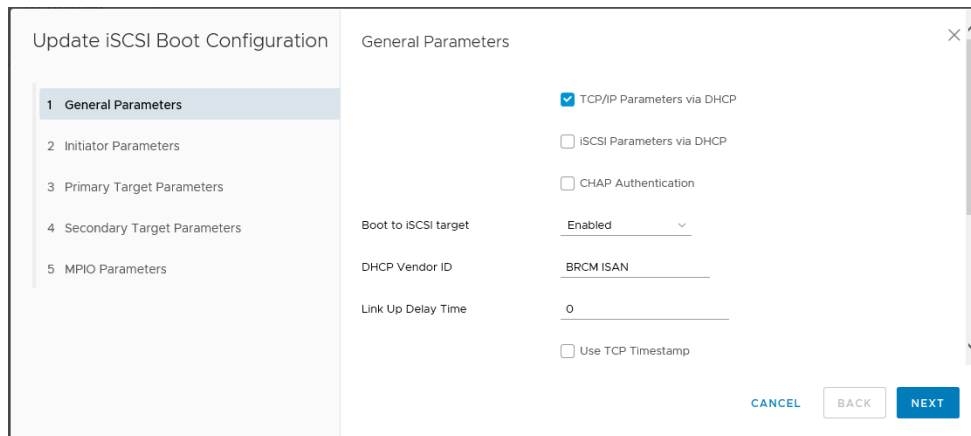 Update iSCSI Boot Configuration
1 General Parameters
2 Initiator Parameters
3 Primary Target Parameters
4 Secondary Target Parameters
5 MPIO Parameters
General Parameters
TCP/IP Parameters via DHCP
iSCSI Parameters via DHCP
CHAP Authentication
Boot to iSCSI target Enabled
DHCP Vendor ID BRCM ISAN
Link Up Delay Time 0
Use TCP Timestamp
CANCEL BACK NEXT